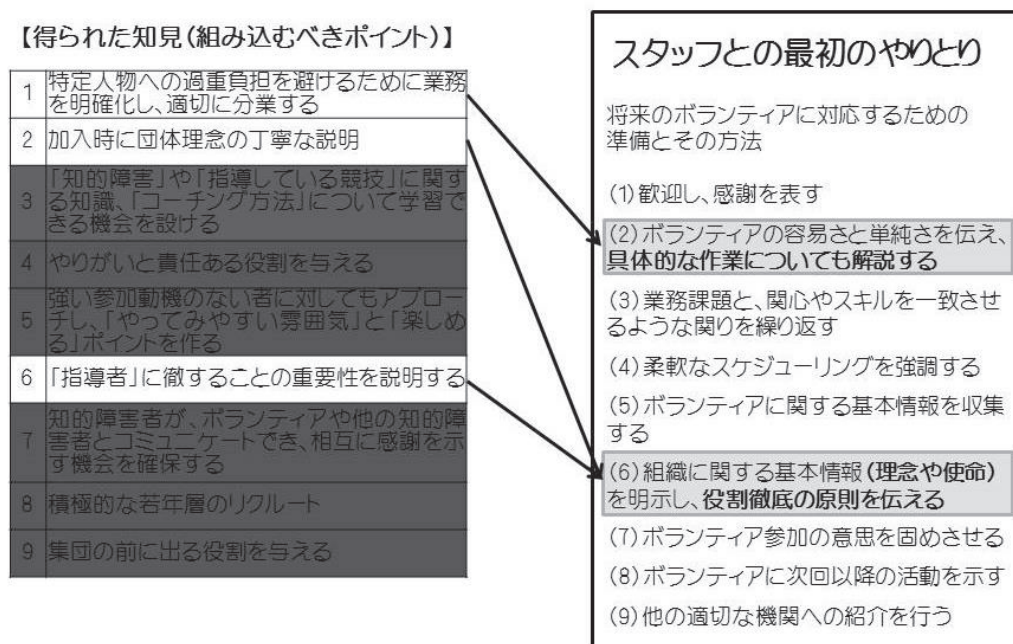 【得られた知見(組み込むべきポイント)】
1 特定人物への過重負担を避けるために業務
を明確化し、適切に分業する
2 加入時に団体理念の丁寧な説明
3 「知的障害」や「指導している競技」に関す
る知識、「コーチング方法」について学習で
きる機会を設ける
4 やりがいと責任ある役割を与える
5 強い参加動機のない者に対してもアプロー
チし、「やってみやすい雰囲気」と「楽しめ
る」ポイントを作る
6 「指導者」に徹することの重要性を説明する
7 知的障害者が、ボランティアや他の知的障
害者とコミュニケートでき、相互に感謝を示
す機会を確保する
8 積極的な若年層のリクルート
9 集団の前に出る役割を与える
スタッフとの最初のやりとり
将来のボランティアに対応するための
準備とその方法
(1)歓迎し、感謝を表す
(2)ボランティアの容易さと単純さを伝え、
具体的な作業についても解説する
(3)業務課題と、関心やスキルを一致させ
るような関りを繰り返す
(4)柔軟なスケジューリングを強調する
(5)ボランティアに関する基本情報を収集
する
(6)組織に関する基本情報(理念や使命)
を明示し、役割徹底の原則を伝える
(7)ボランティア参加の意思を固めさせる
(8)ボランティアに次回以降の活動を示す
(9)他の適切な機関への紹介を行う